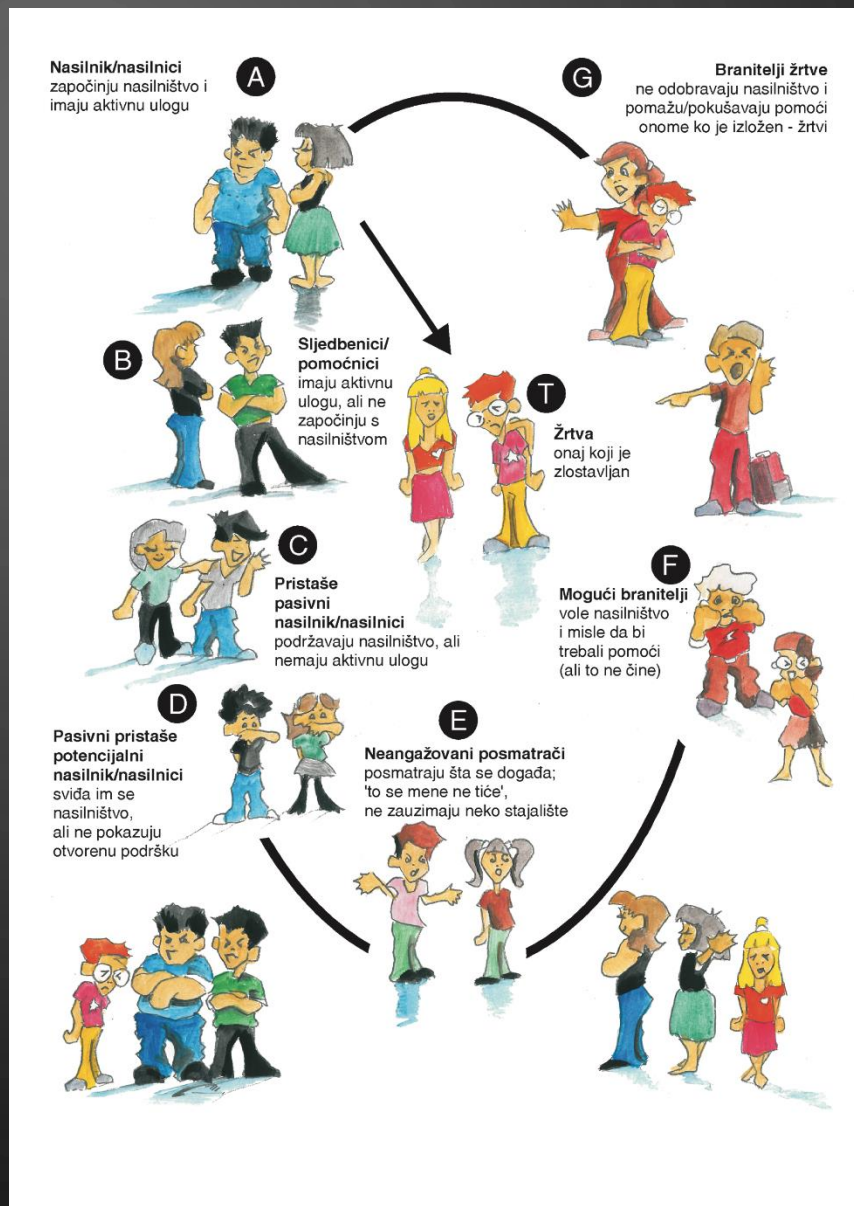 A
Nasilnik/nasilnici
započinju nasilništvo i
imaju aktivnu ulogu
G
Branitelji žrtve
ne odobravaju nasilništvo i
pomažu/pokušavaju pomoći
onome ko je izložen - žrtvi
B
Sljedbenici/
pomoćnici
imaju aktivnu
ulogu, ali ne
započinju s
nasilništvom
T
Žrtva
onaj koji je
zlostavljan
C
Pristaše
pasivni
nasilnik/nasilnici
podržavaju nasilništvo, ali
nemaju aktivnu ulogu
F
Mogući branitelji
vole nasilništvo
i misle da bi
trebali pomoći
(ali to ne čine)
D
Pasivni pristaše
potencijalni
nasilnik/nasilnici
sviđa im se
nasilništvo,
ali ne pokazuju
otvorenu podršku
E
Neangažovani posmatrači
posmatraju šta se događa;
'to se mene ne tiće',
ne zauzimaju neko stajalište